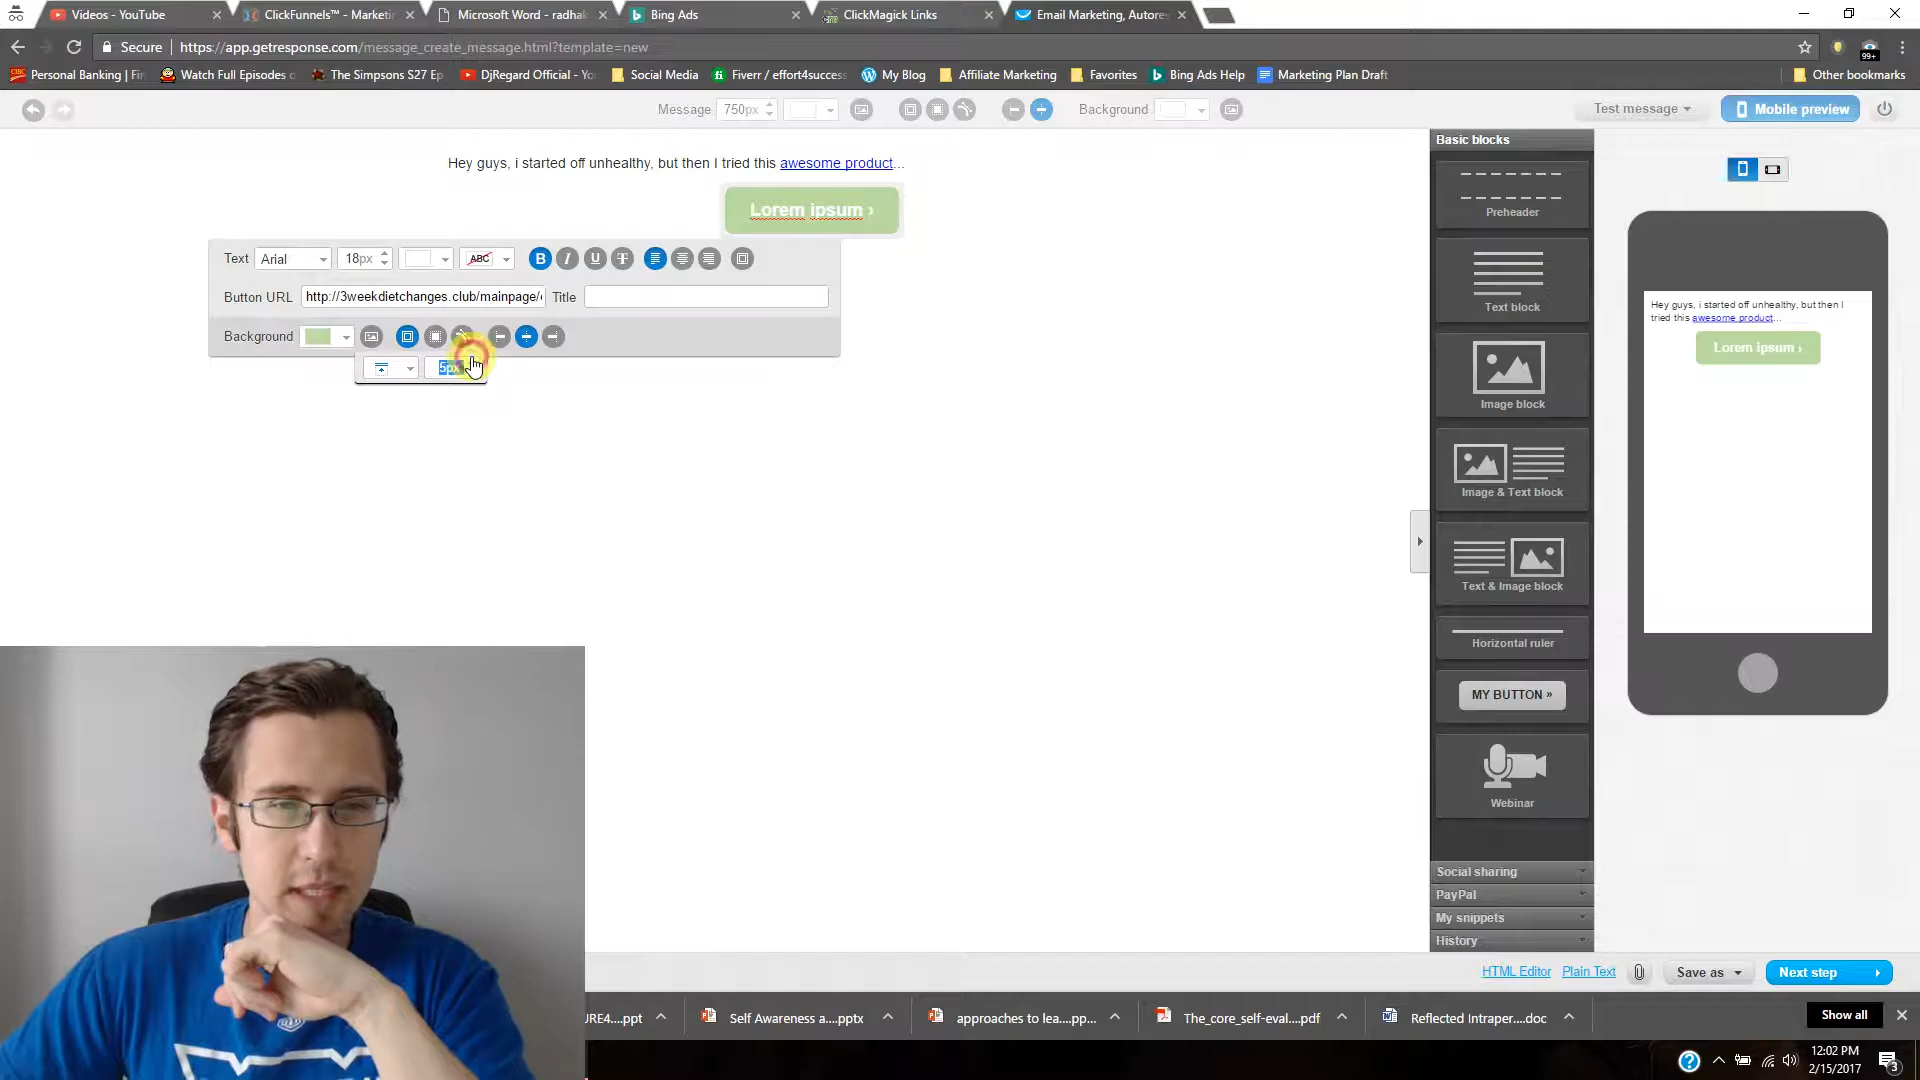 Videos - YouTube
ClickFunnels™ - Marketi
Microsoft Word - radhak
Bing Ads
ClickMagick Links
Email Marketing, Autores
Secure
https://app.getresponse.com/message_create_message.html?template=new
99+
CIBC
Personal Banking | Fin
Watch Full Episodes o
The Simpsons S27 Ep
DjRegard Official - Yo
Social Media
Fiverr / effort4success
My Blog
Affiliate Marketing
Favorites
Bing Ads Help
Marketing Plan Draft
Other bookmarks
Message
750px
Background
Test message
Mobile preview
Basic blocks
Hey guys, i started off unhealthy, but then I tried this awesome product...
Lorem ipsum ›
Text
Arial
18px
ABC
B I U T
Button URL
http://3weekdietchanges.club/mainpage/
Title
Background
5px
Preheader
Text block
Image block
Image & Text block
Text & Image block
Horizontal ruler
MY BUTTON »
Webinar
Social sharing
PayPal
My snippets
History
Hey guys, i started off unhealthy, but then I
tried this awesome product...
Lorem ipsum ›
HTML Editor
Plain Text
Save as
Next step
URE4....ppt
Self Awareness a....pptx
approaches to lea....pp...
The_core_self-eval....pdf
Reflected Intraper....doc
Show all
12:02 PM
2/15/2017
3